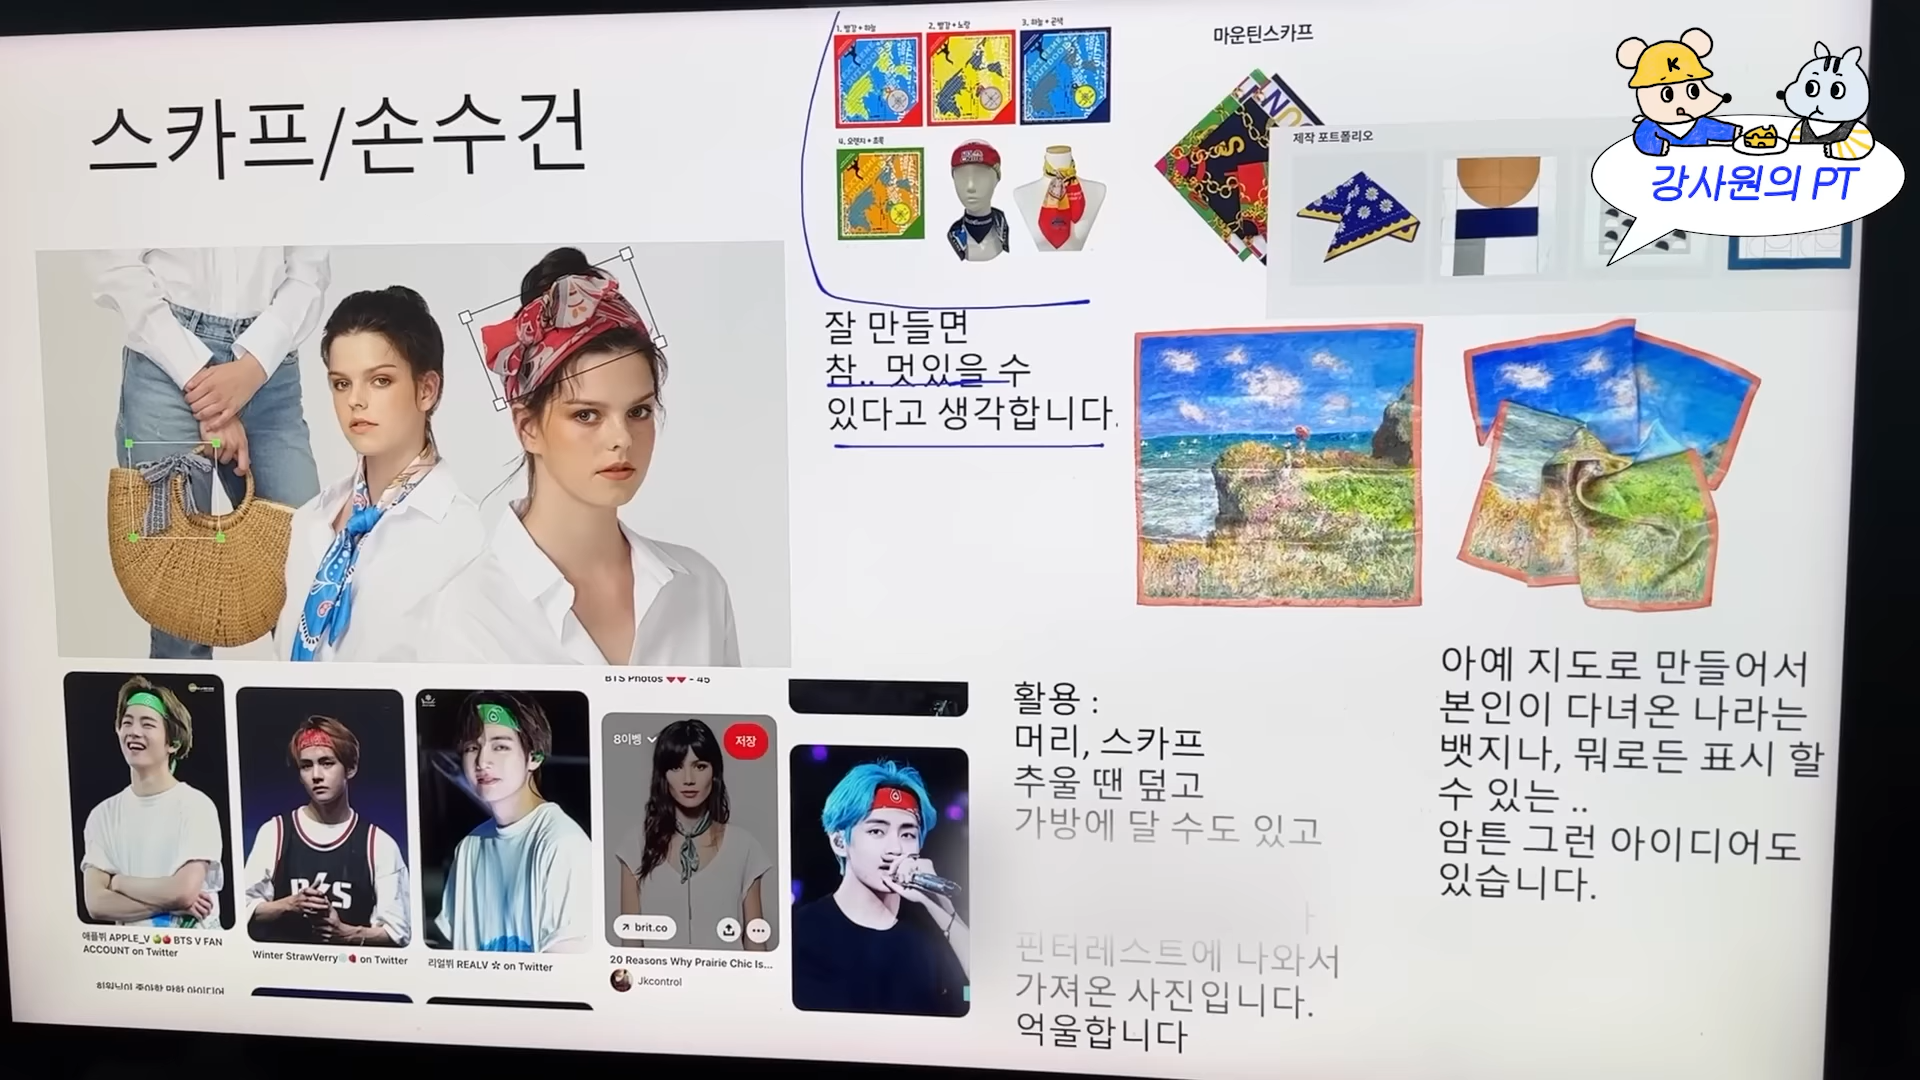 스카프/손수건
1. 빨강 + 하늘
2. 빨강 + 노랑
3. 하늘 + 곤색
4. 오렌지 + 초록
마운틴스카프
제작 포트폴리오
K
강사원의 PT
잘 만들면
참.. 멋있을 수
있다고 생각합니다.
BTS Photos ❤❤ - 45
8이벵
저장
brit.co
애플뷔 APPLE_V 🍏🍎 BTS V FAN
ACCOUNT on Twitter
Winter StrawVerry🍓 on Twitter
리얼뷔 REALV ✲ on Twitter
20 Reasons Why Prairie Chic Is...
Jkcontrol
활용 :
머리, 스카프
추울 땐 덮고
가방에 달 수도 있고
핀터레스트에 나와서
가져온 사진입니다.
억울합니다
아예 지도로 만들어서
본인이 다녀온 나라는
뱃지나, 뭐로든 표시 할
수 있는 ..
암튼 그런 아이디어도
있습니다.